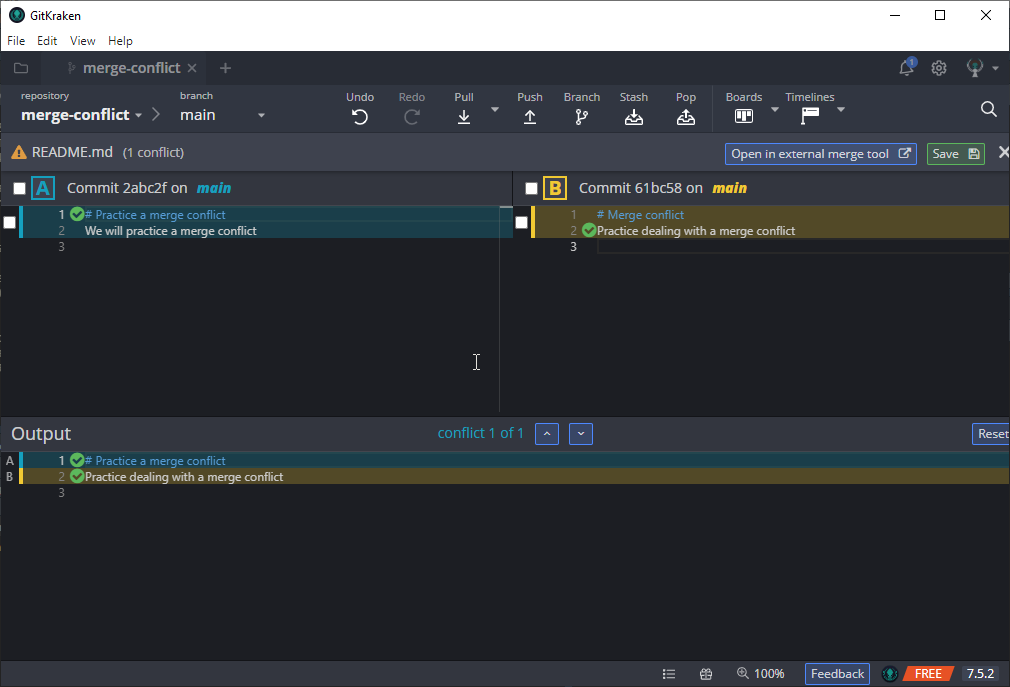 GitKraken
File Edit View Help
merge-conflict
1
repository
merge-conflict
branch
main
Undo
Redo
Pull
Push
Branch
Stash
Pop
Boards
Timelines
README.md (1 conflict)
Open in external merge tool
Save
A Commit 2abc2f on main
1 # Practice a merge conflict
2 We will practice a merge conflict
3
B Commit 61bc58 on main
1 # Merge conflict
2 Practice dealing with a merge conflict
3
Output
conflict 1 of 1
Reset
A 1 # Practice a merge conflict
B 2 Practice dealing with a merge conflict
3
100%
Feedback
FREE
7.5.2